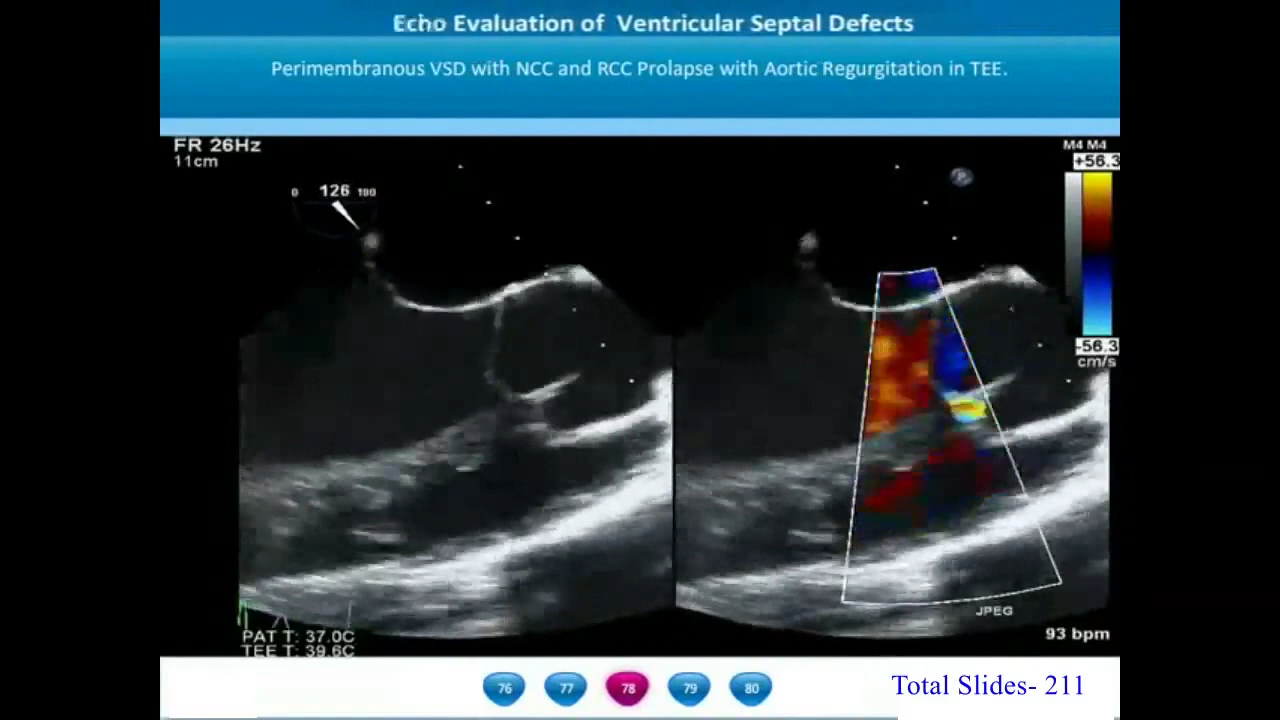 Echo Evaluation of Ventricular Septal Defects
Perimembranous VSD with NCC and RCC Prolapse with Aortic Regurgitation in TEE.
FR 26Hz
11cm
0 126 180
M4 M4
+56.3
-56.3
cm/s
JPEG
PAT T: 37.0C
TEE T: 39.6C
93 bpm
76 77 78 79 80
Total Slides- 211